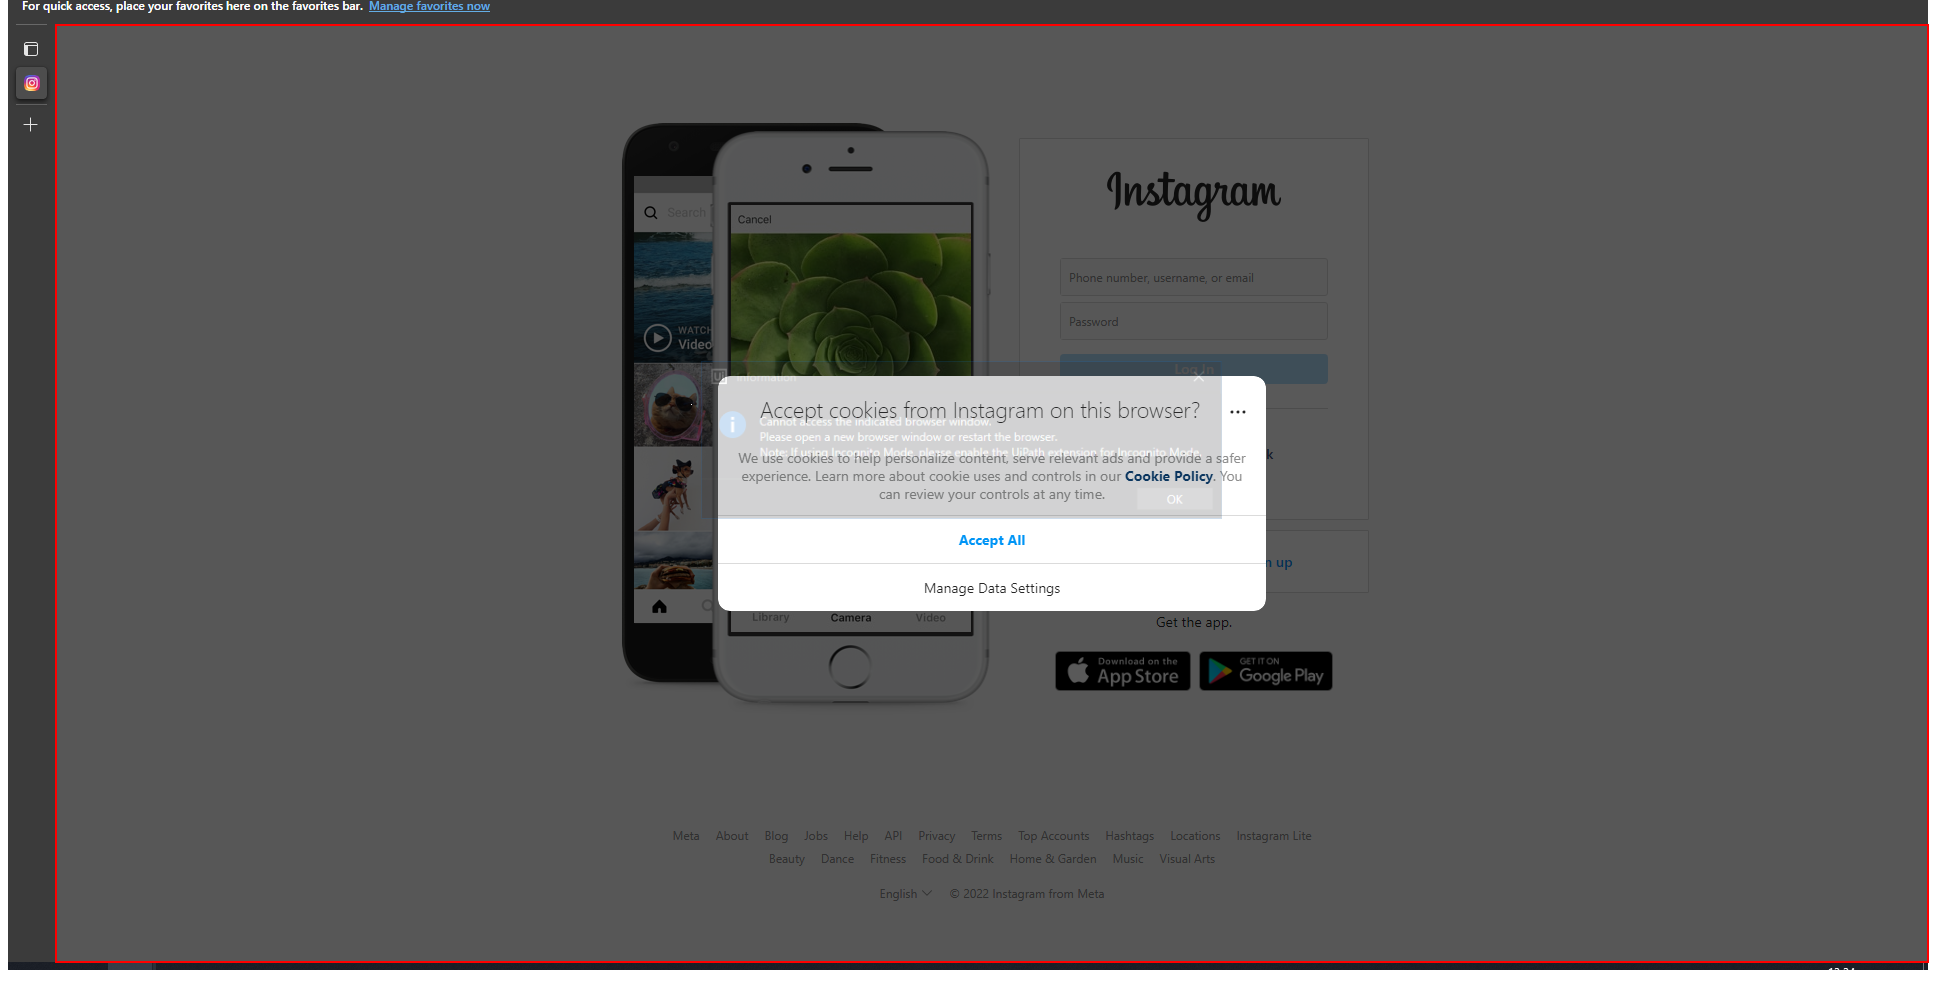 For quick access, place your favorites here on the favorites bar. Manage favorites now
Search
Cancel
WATCH
Video
Library Camera Video
Instagram
Phone number, username, or email
Password
Log In
Information
Cannot access the indicated browser window.
Please open a new browser window or restart the browser.
Note: If using Incognito Mode, please enable the UiPath extension for Incognito Mode.
OK
Accept cookies from Instagram on this browser?
We use cookies to help personalize content, serve relevant ads and provide a safer
experience. Learn more about cookie uses and controls in our Cookie Policy. You
can review your controls at any time.
Accept All
Manage Data Settings
up
Get the app.
Download on the
App Store
GET IT ON
Google Play
Meta About Blog Jobs Help API Privacy Terms Top Accounts Hashtags Locations Instagram Lite
Beauty Dance Fitness Food & Drink Home & Garden Music Visual Arts
English © 2022 Instagram from Meta